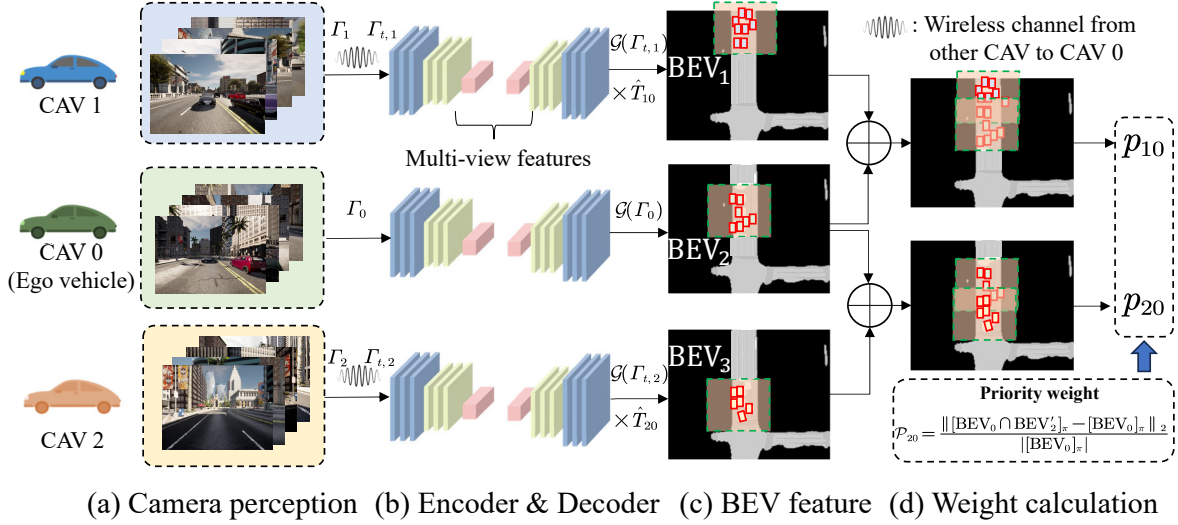 CAV 1
Γ₁ Γₜ,₁
𝒢(Γₜ,₁)
× T̂₁₀
BEV₁
: Wireless channel from
other CAV to CAV 0
Multi-view features
p₁₀
CAV 0
(Ego vehicle)
Γ₀
𝒢(Γ₀)
BEV₂
p₂₀
CAV 2
Γ₂ Γₜ,₂
𝒢(Γₜ,₂)
× T̂₂₀
BEV₃
Priority weight
𝒫₂₀ = ‖[BEV₀ ∩ BEV′₂]π − [BEV₀]π‖₂ / |[BEV₀]π|
(a) Camera perception (b) Encoder & Decoder (c) BEV feature (d) Weight calculation